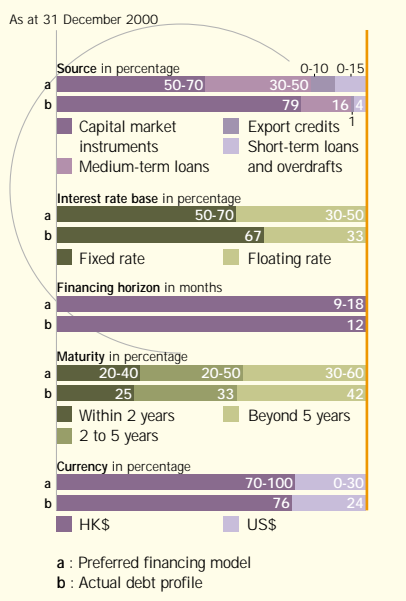 As at 31 December 2000
Source in percentage 0-10 0-15
a 50-70 30-50
b 79 16 4
1
Capital market instruments
Export credits
Medium-term loans
Short-term loans and overdrafts
Interest rate base in percentage
a 50-70 30-50
b 67 33
Fixed rate Floating rate
Financing horizon in months
a 9-18
b 12
Maturity in percentage
a 20-40 20-50 30-60
b 25 33 42
Within 2 years Beyond 5 years
2 to 5 years
Currency in percentage
a 70-100 0-30
b 76 24
HK$ US$
a : Preferred financing model
b : Actual debt profile